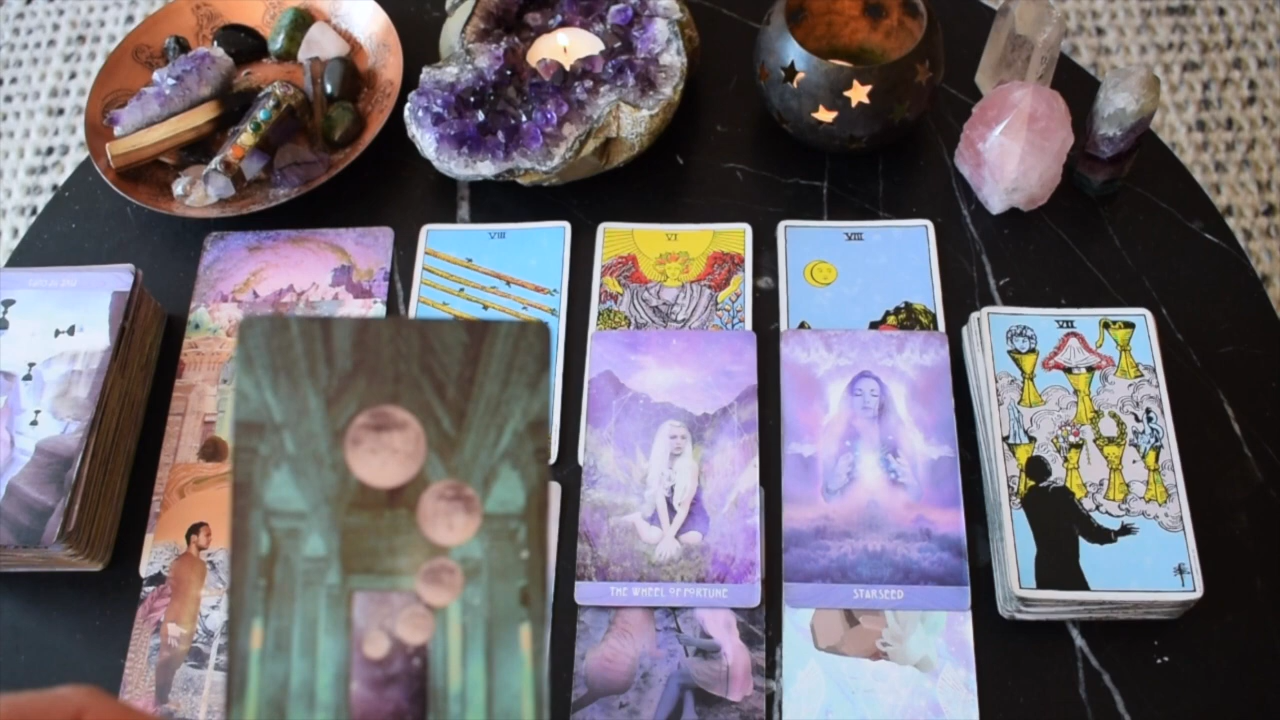 VIII
VI
VIII
VII
THE WHEEL OF FORTUNE
STARSEED